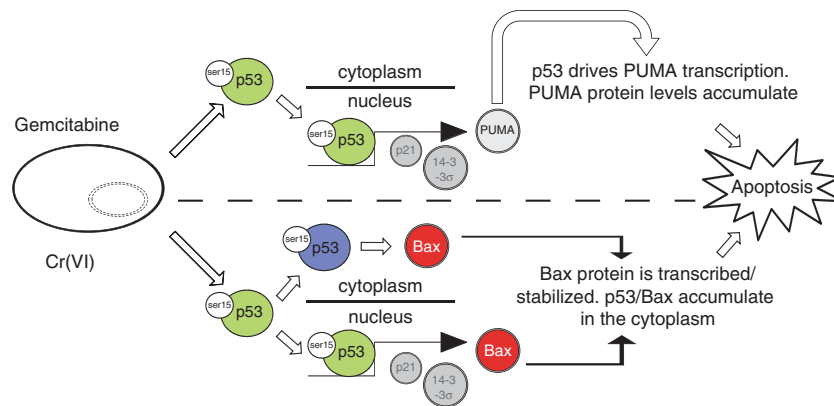 Gemcitabine
Cr(VI)
ser15
p53
cytoplasm
nucleus
ser15
p53
p21
14-3
-3σ
PUMA
p53 drives PUMA transcription.
PUMA protein levels accumulate
Apoptosis
ser15
p53
ser15
p53
Bax
cytoplasm
nucleus
ser15
p53
p21
14-3
-3σ
Bax
Bax protein is transcribed/
stabilized. p53/Bax accumulate
in the cytoplasm